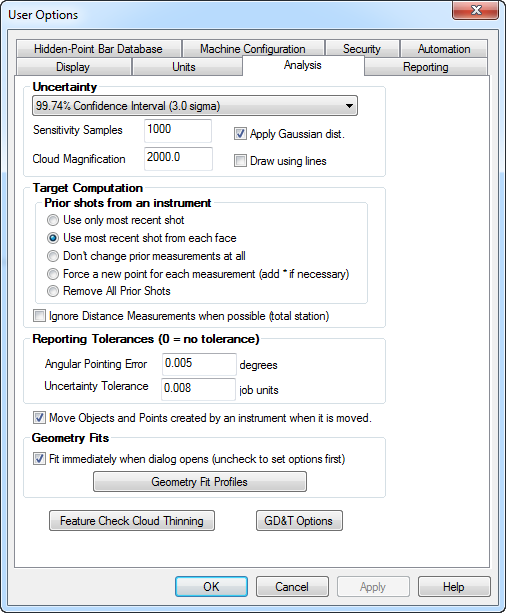 User Options
Hidden-Point Bar Database
Machine Configuration
Security
Automation
Display
Units
Analysis
Reporting
Uncertainty
99.74% Confidence Interval (3.0 sigma)
Sensitivity Samples
1000
Apply Gaussian dist.
Cloud Magnification
2000.0
Draw using lines
Target Computation
Prior shots from an instrument
Use only most recent shot
Use most recent shot from each face
Don't change prior measurements at all
Force a new point for each measurement (add * if necessary)
Remove All Prior Shots
Ignore Distance Measurements when possible (total station)
Reporting Tolerances (0 = no tolerance)
Angular Pointing Error
0.005
degrees
Uncertainty Tolerance
0.008
job units
Move Objects and Points created by an instrument when it is moved.
Geometry Fits
Fit immediately when dialog opens (uncheck to set options first)
Geometry Fit Profiles
Feature Check Cloud Thinning
GD&T Options
OK
Cancel
Apply
Help